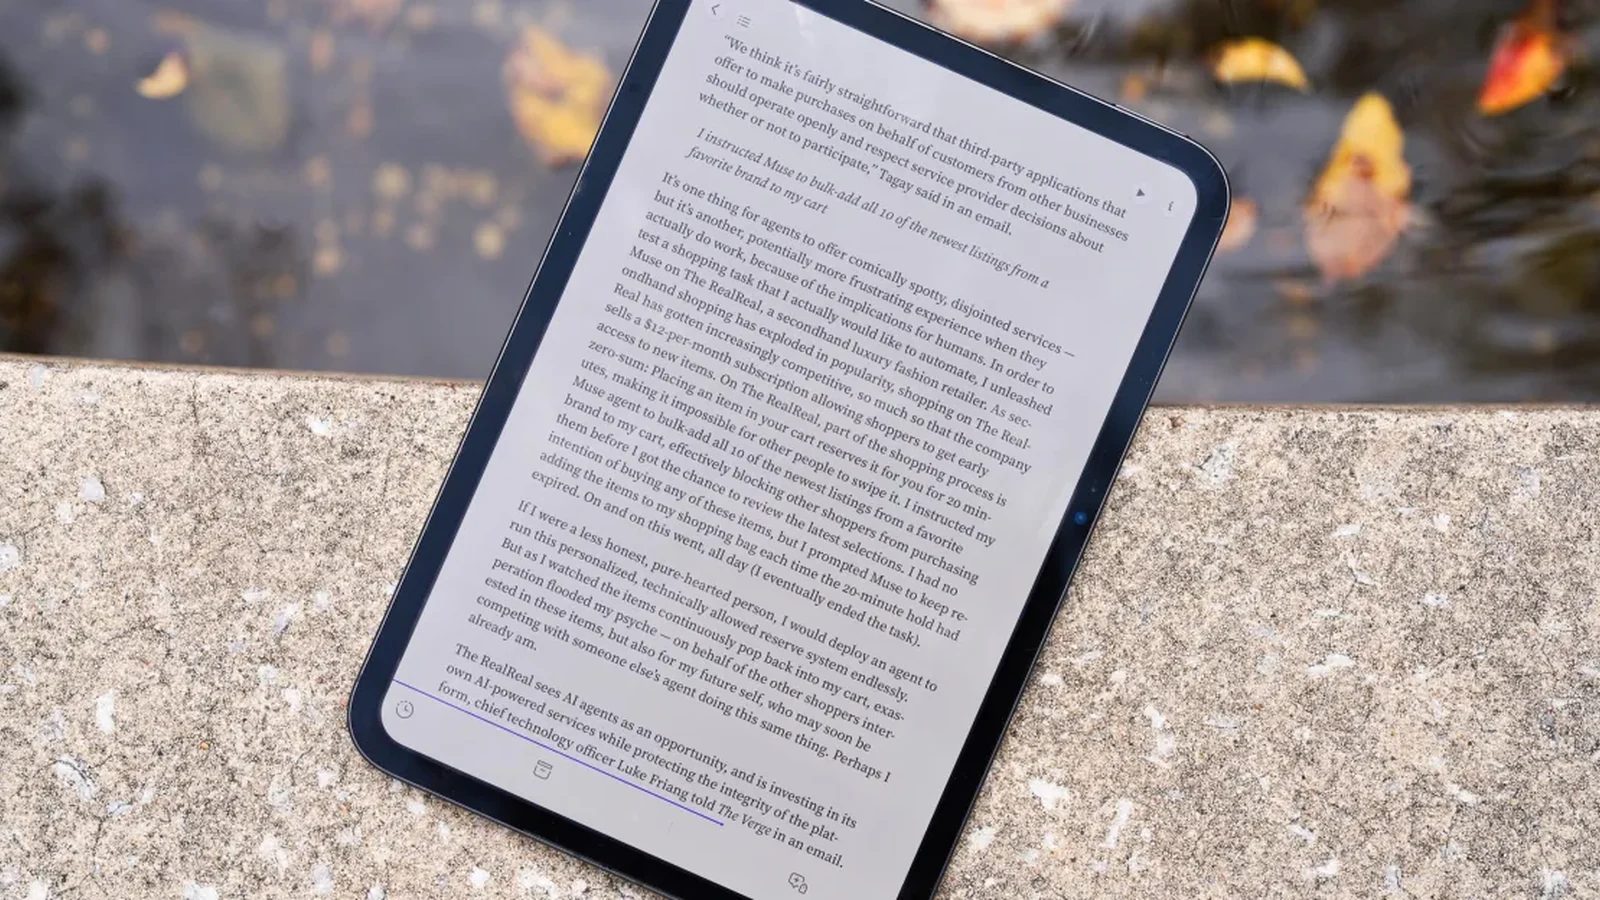 “We think it’s fairly straightforward that third-party applications that
offer to make purchases on behalf of customers from other businesses
should operate openly and respect service provider decisions about
whether or not to participate,” Tagay said in an email.
I instructed Muse to bulk-add all 10 of the newest listings from a
favorite brand to my cart
It’s one thing for agents to offer comically spotty, disjointed services —
but it’s another, potentially more frustrating experience when they
actually do work, because of the implications for humans. In order to
test a shopping task that I actually would like to automate, I unleashed
Muse on The RealReal, a secondhand luxury fashion retailer. As sec-
ondhand shopping has exploded in popularity, shopping on The Real-
Real has gotten increasingly competitive, so much so that the company
sells a $12-per-month subscription allowing shoppers to get early
access to new items. On The RealReal, part of the shopping process is
zero-sum: Placing an item in your cart reserves it for you for 20 min-
utes, making it impossible for other people to swipe it. I instructed my
Muse agent to bulk-add all 10 of the newest listings from a favorite
brand to my cart, effectively blocking other shoppers from purchasing
them before I got the chance to review the latest selections. I had no
intention of buying any of these items, but I prompted Muse to keep re-
adding the items to my shopping bag each time the 20-minute hold had
expired. On and on this went, all day (I eventually ended the task).
If I were a less honest, pure-hearted person, I would deploy an agent to
run this personalized, technically allowed reserve system endlessly.
But as I watched the items continuously pop back into my cart, exas-
peration flooded my psyche — on behalf of the other shoppers inter-
ested in these items, but also for my future self, who may soon be
competing with someone else’s agent doing this same thing. Perhaps I
already am.
The RealReal sees AI agents as an opportunity, and is investing in its
own AI-powered services while protecting the integrity of the plat-
form, chief technology officer Luke Friang told The Verge in an email.